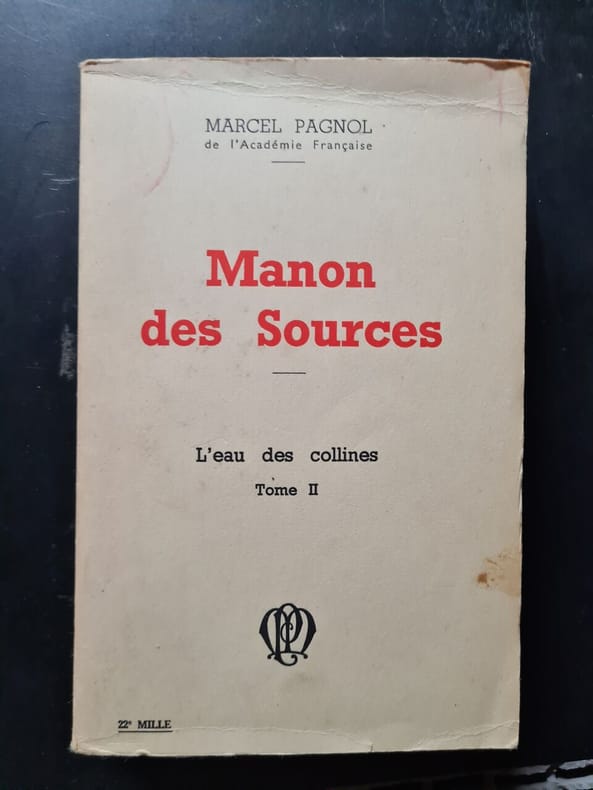 MARCEL PAGNOL
de l'Académie Française
Manon
des Sources
L'eau des collines
Tome II
22e MILLE